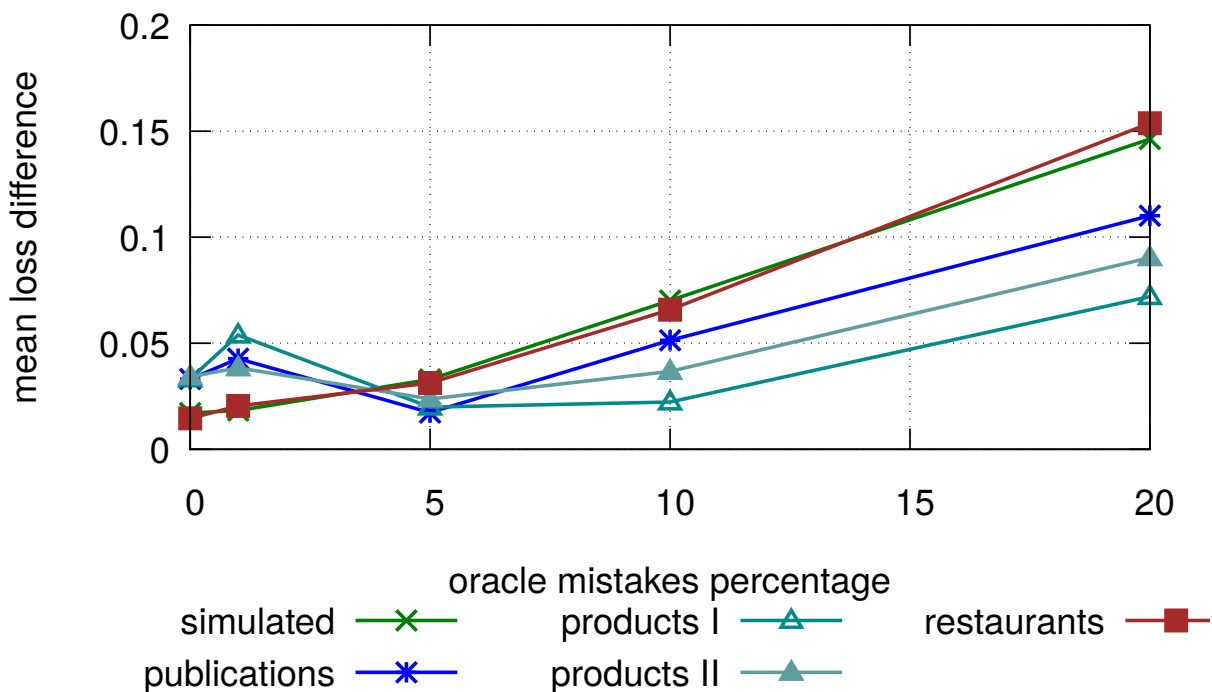 0.2
0.15
0.1
0.05
0
mean loss difference
0 5 10 15 20
oracle mistakes percentage
simulated products I restaurants
publications products II